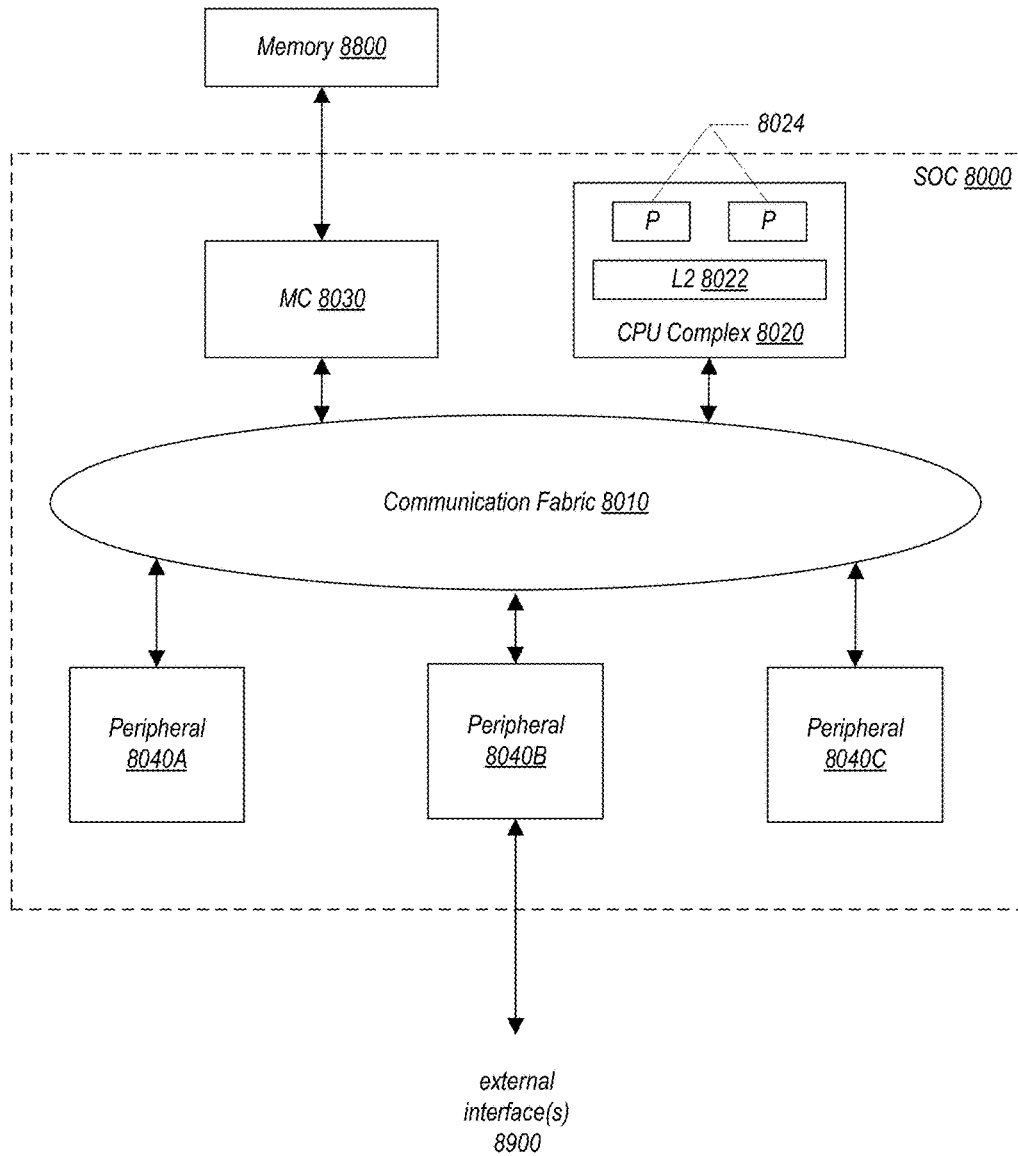 Memory 8800
8024
SOC 8000
P P
MC 8030
L2 8022
CPU Complex 8020
Communication Fabric 8010
Peripheral
8040A
Peripheral
8040B
Peripheral
8040C
external
interface(s)
8900